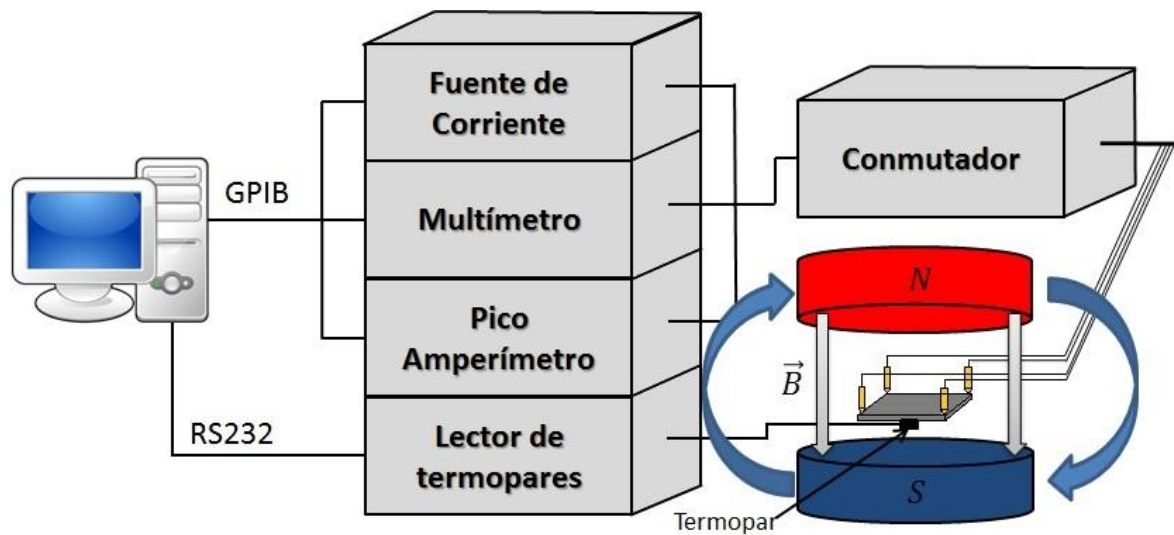 Fuente de
Corriente
Conmutador
GPIB
Multímetro
N
Pico
Amperímetro
B
RS232
Lector de
termopares
S
Termopar